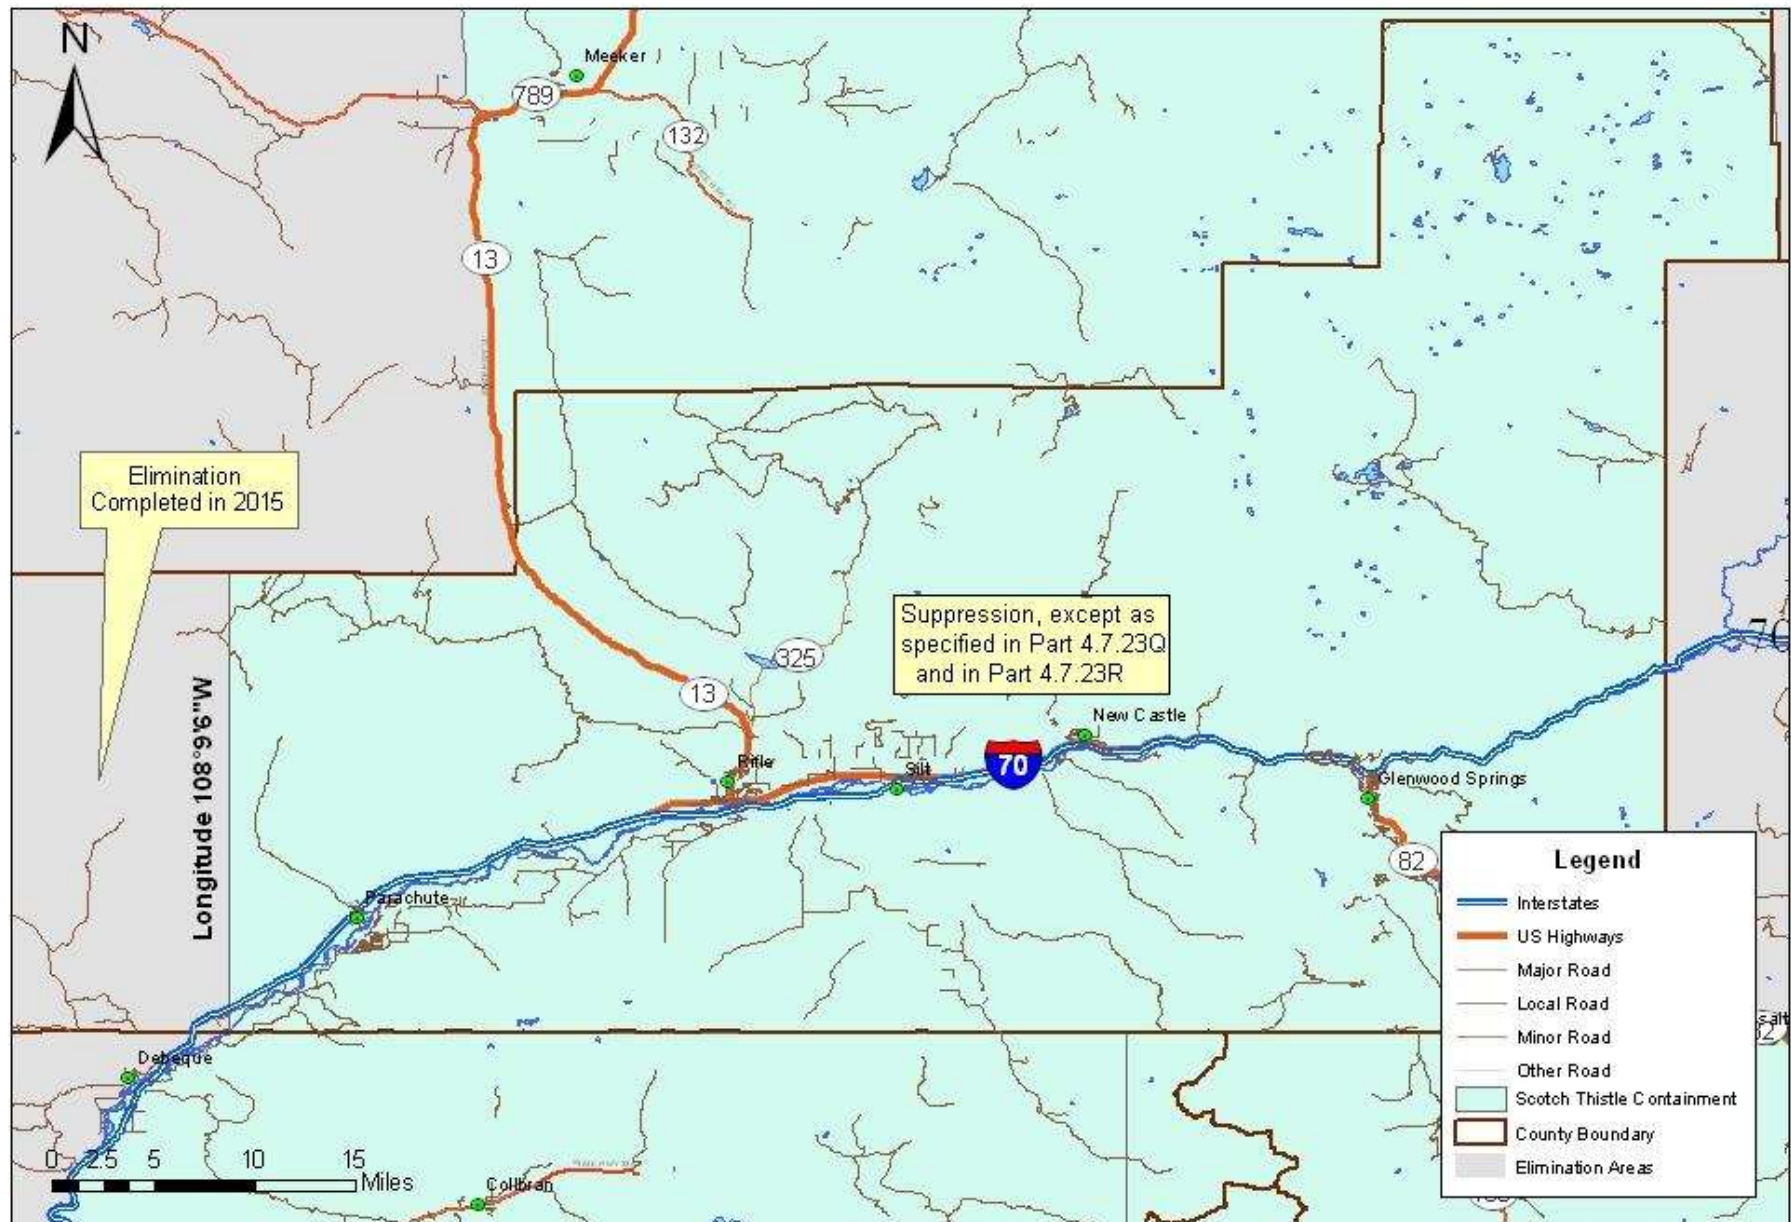 N
Meeker
789
132
13
Elimination
Completed in 2015
Suppression, except as
specified in Part 4.7.23Q
and in Part 4.7.23R
325
13
70
Longitude 108°9'6"W
New Castle
Rifle
Silt
70
Glenwood Springs
82
Parachute
Debeque
Collbran
0 2.5 5 10 15
Miles
Legend
Interstates
US Highways
Major Road
Local Road
Minor Road
Other Road
Scotch Thistle Containment
County Boundary
Elimination Areas